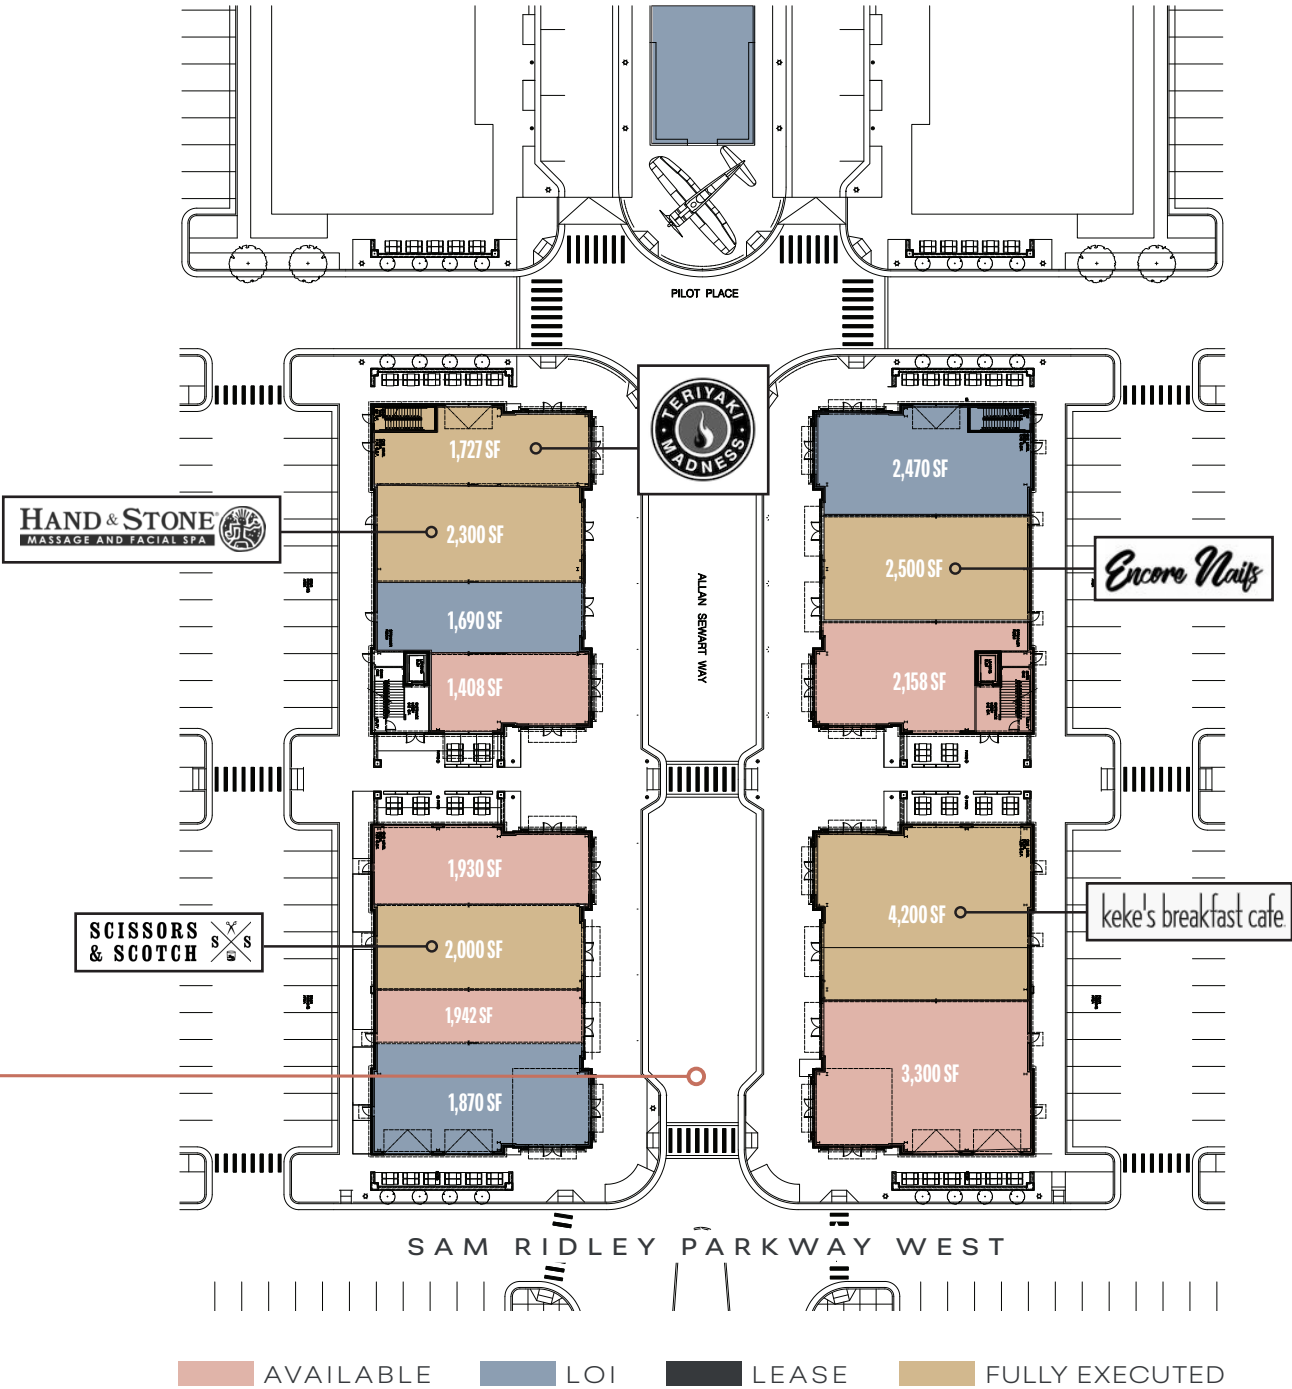 PILOT PLACE
TERIYAKI
MADNESS
1,727 SF
2,470 SF
HAND & STONE
MASSAGE AND FACIAL SPA
2,300 SF
2,500 SF
Encore Nails
ALLAN SEWART WAY
1,690 SF
1,408 SF
2,158 SF
1,930 SF
4,200 SF
keke's breakfast cafe
SCISSORS
& SCOTCH
S S
2,000 SF
1,942 SF
3,300 SF
1,870 SF
SAM RIDLEY PARKWAY WEST
AVAILABLE
LOI
LEASE
FULLY EXECUTED